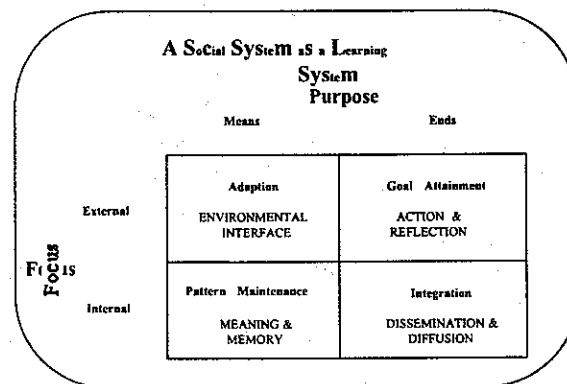 A Social System as a Learning
System
Purpose
Means Ends
Adaption Goal Attainment
External
ENVIRONMENTAL ACTION &
INTERFACE REFLECTION
Focus
Focus
Pattern Maintenance Integration
Internal
MEANING & DISSEMINATION &
MEMORY DIFFUSION